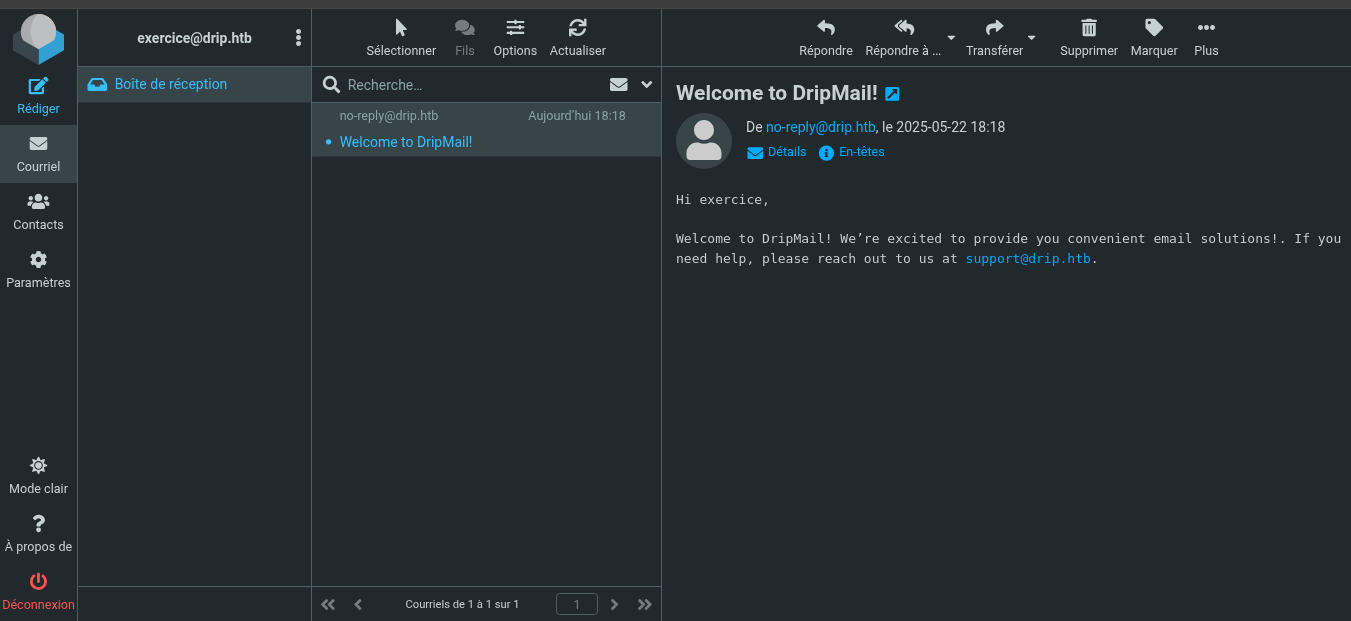 Rédiger
Courriel
Contacts
Paramètres
Mode clair
À propos de
Déconnexion
exercice@drip.htb
Boîte de réception
Sélectionner
Fils
Options
Actualiser
Recherche…
no-reply@drip.htb Aujourd’hui 18:18
Welcome to DripMail!
Courriels de 1 à 1 sur 1
1
Répondre
Répondre à …
Transférer
Supprimer
Marquer
Plus
Welcome to DripMail!
De no-reply@drip.htb, le 2025-05-22 18:18
Détails
En-têtes
Hi exercice,
Welcome to DripMail! We’re excited to provide you convenient email solutions!. If you
need help, please reach out to us at support@drip.htb.